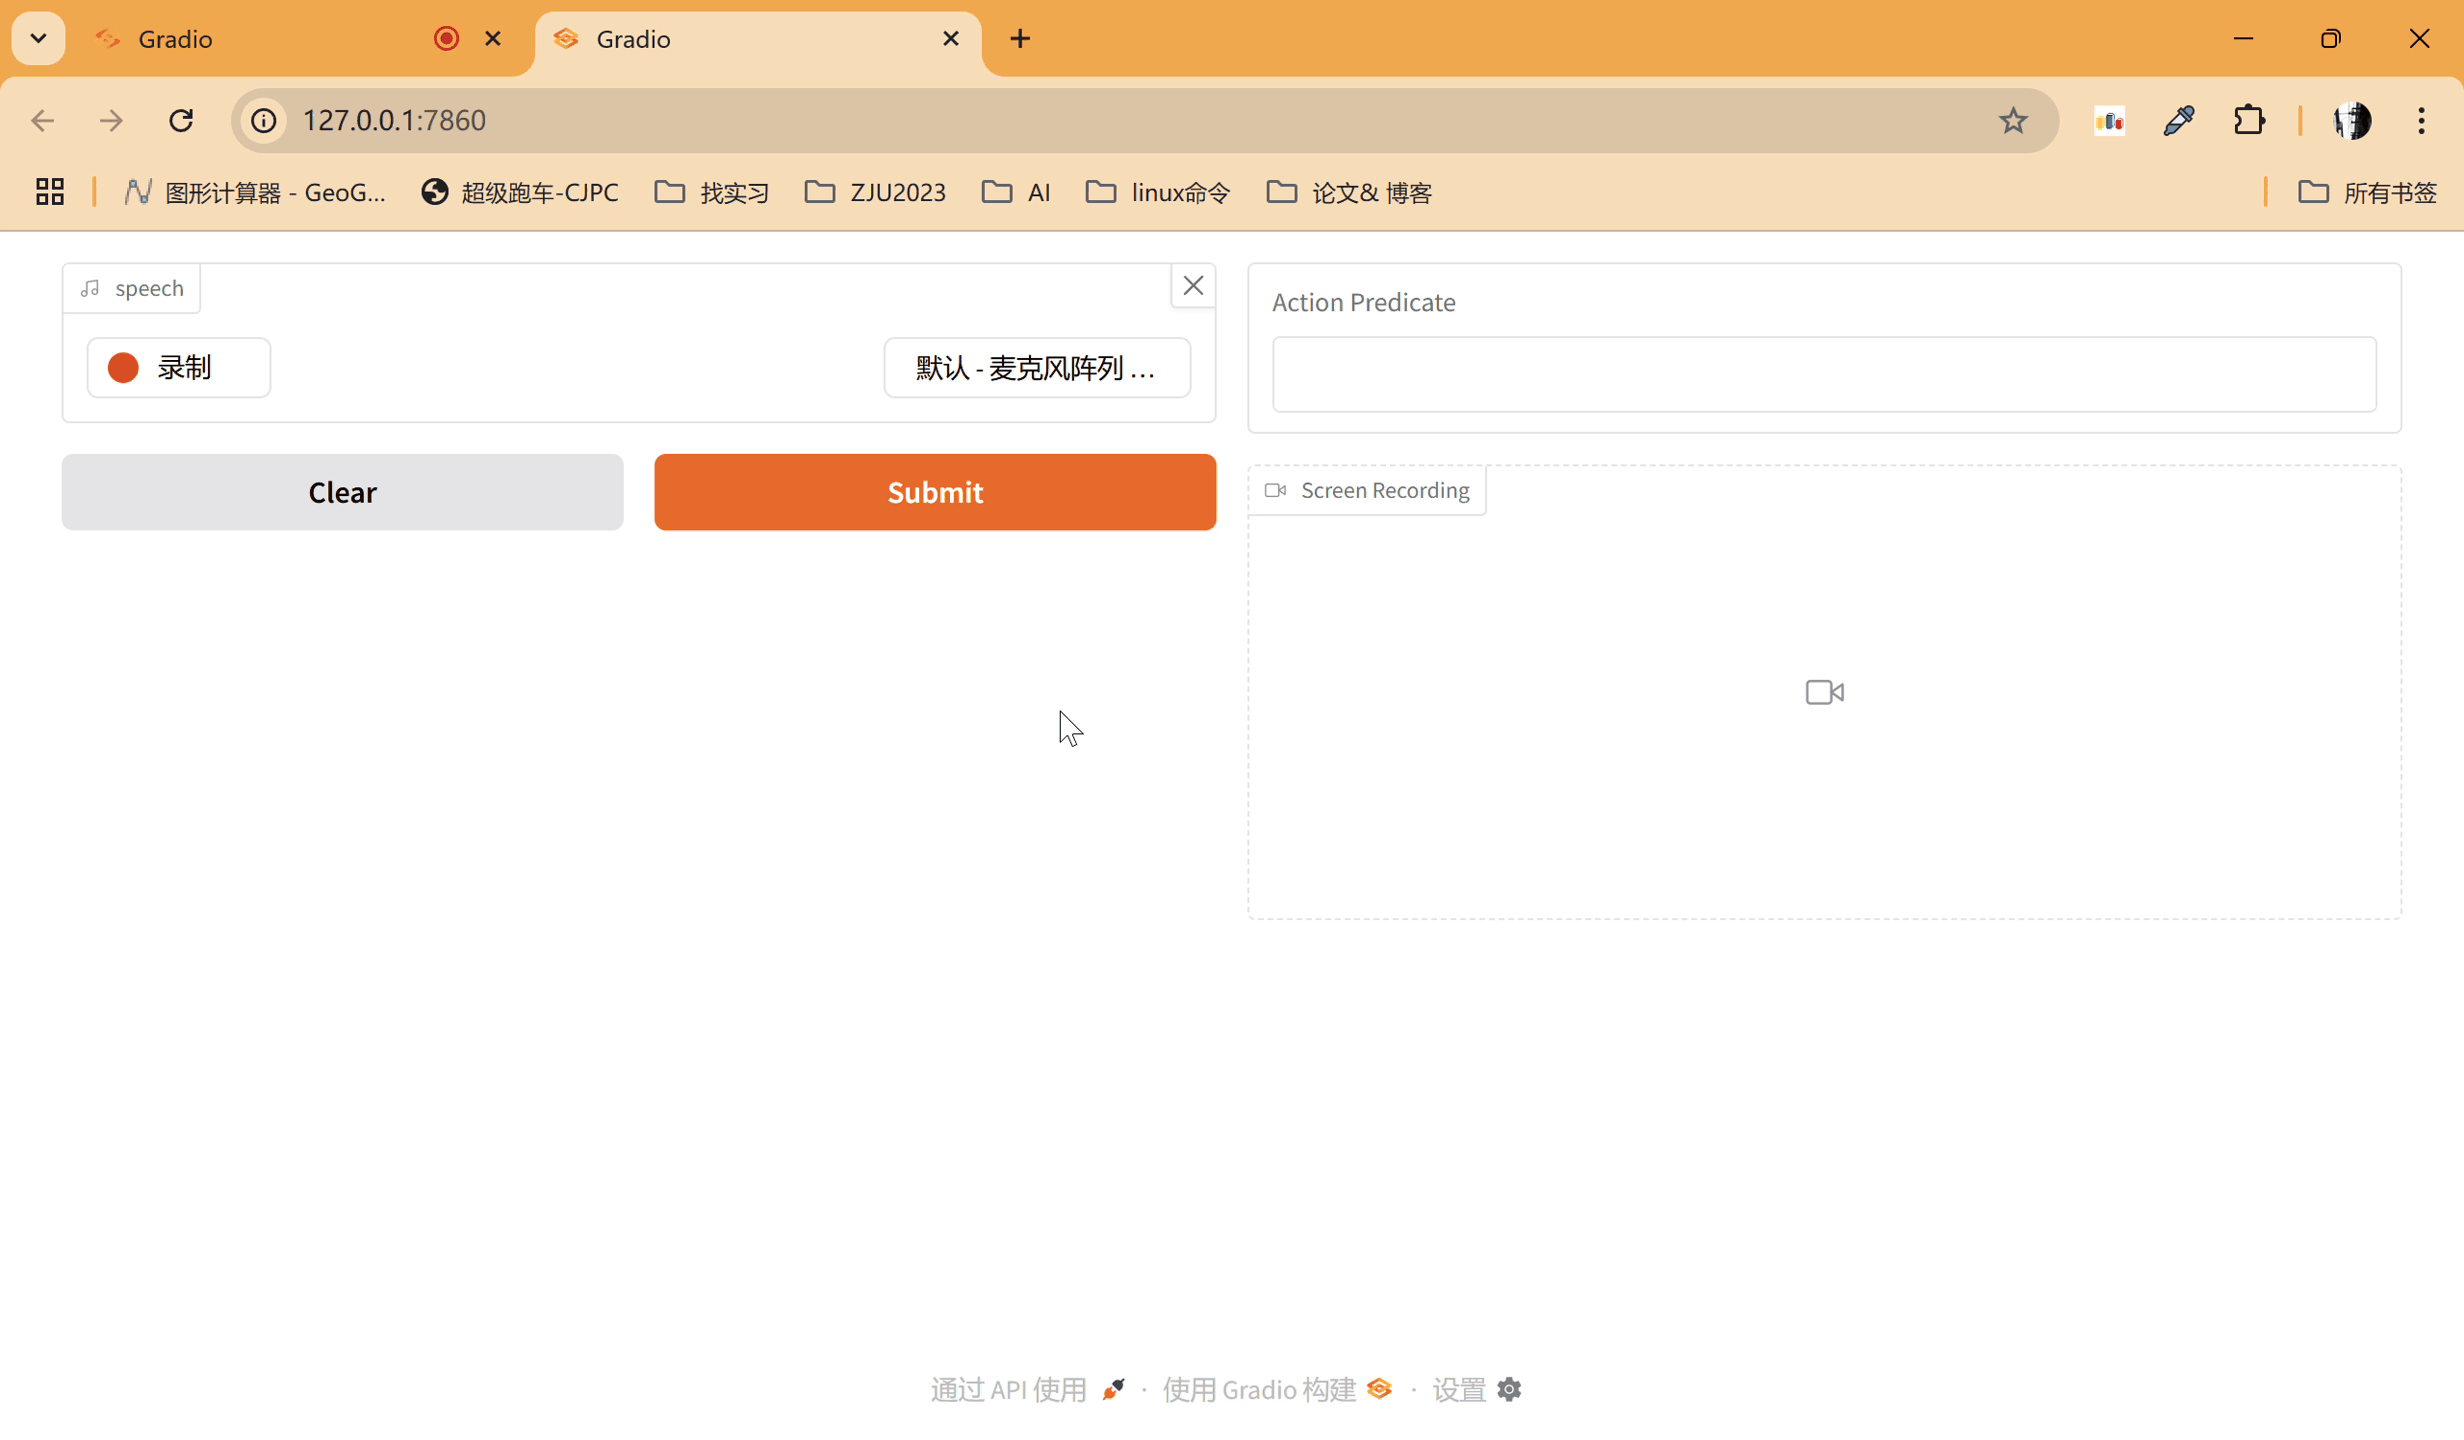 Gradio
Gradio
127.0.0.1:7860
图形计算器 - GeoG...
超级跑车-CJPC
找实习
ZJU2023
AI
linux命令
论文& 博客
所有书签
speech
录制
默认 - 麦克风阵列 ...
Clear
Submit
Action Predicate
Screen Recording
通过 API 使用 · 使用 Gradio 构建 · 设置